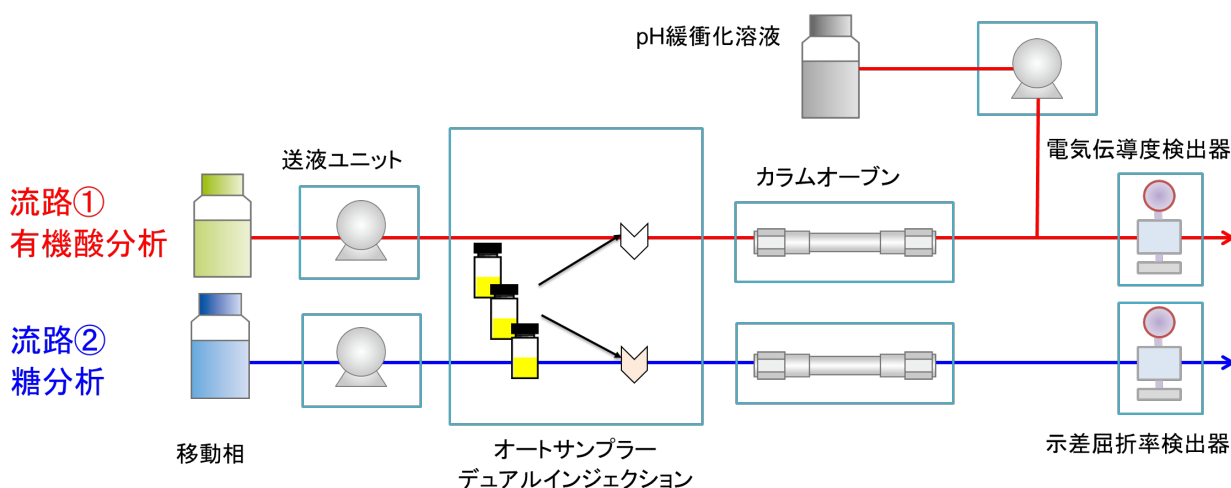 pH緩衝化溶液
送液ユニット
カラムオーブン
電気伝導度検出器
流路①
有機酸分析
流路②
糖分析
移動相
オートサンプラー
デュアルインジェクション
示差屈折率検出器